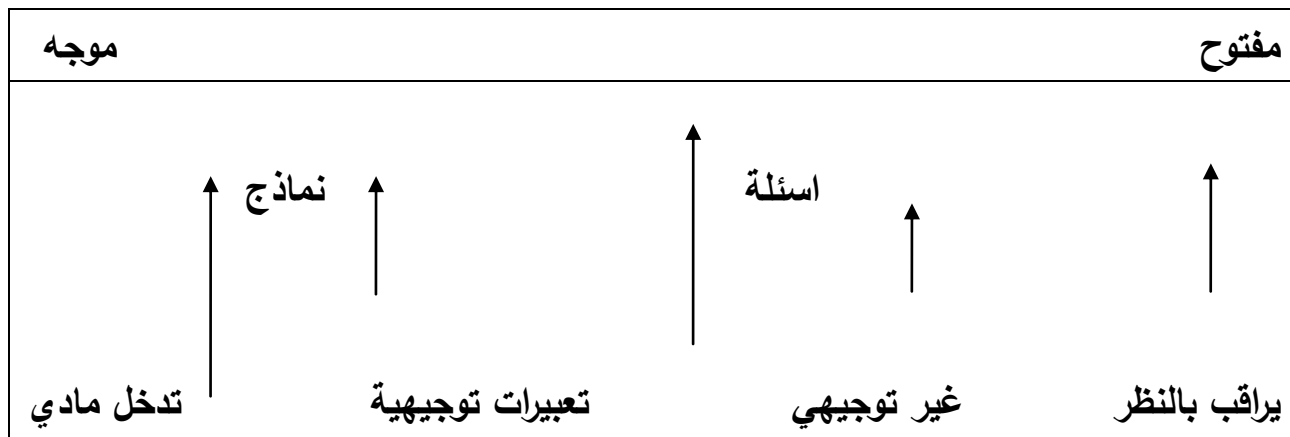 مفتوح موجه
اسئلة نماذج
يراقب بالنظر غير توجيهي تعبيرات توجيهية تدخل مادي